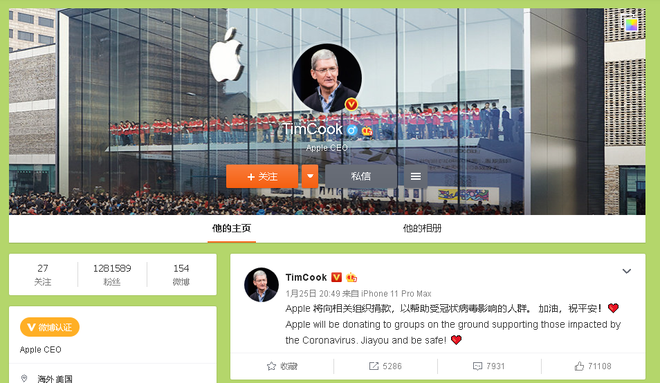 TimCook
Apple CEO
+ 关注
私信
他的主页
他的相册
27
关注
1281589
粉丝
154
微博
V 微博认证
Apple CEO
海外 美国
TimCook
1月25日 20:49 来自 iPhone 11 Pro Max
Apple 将向相关组织捐款，以帮助受冠状病毒影响的人群。 加油，祝平安！
Apple will be donating to groups on the ground supporting those impacted by
the Coronavirus. Jiayou and be safe!
收藏
5286
7931
71108